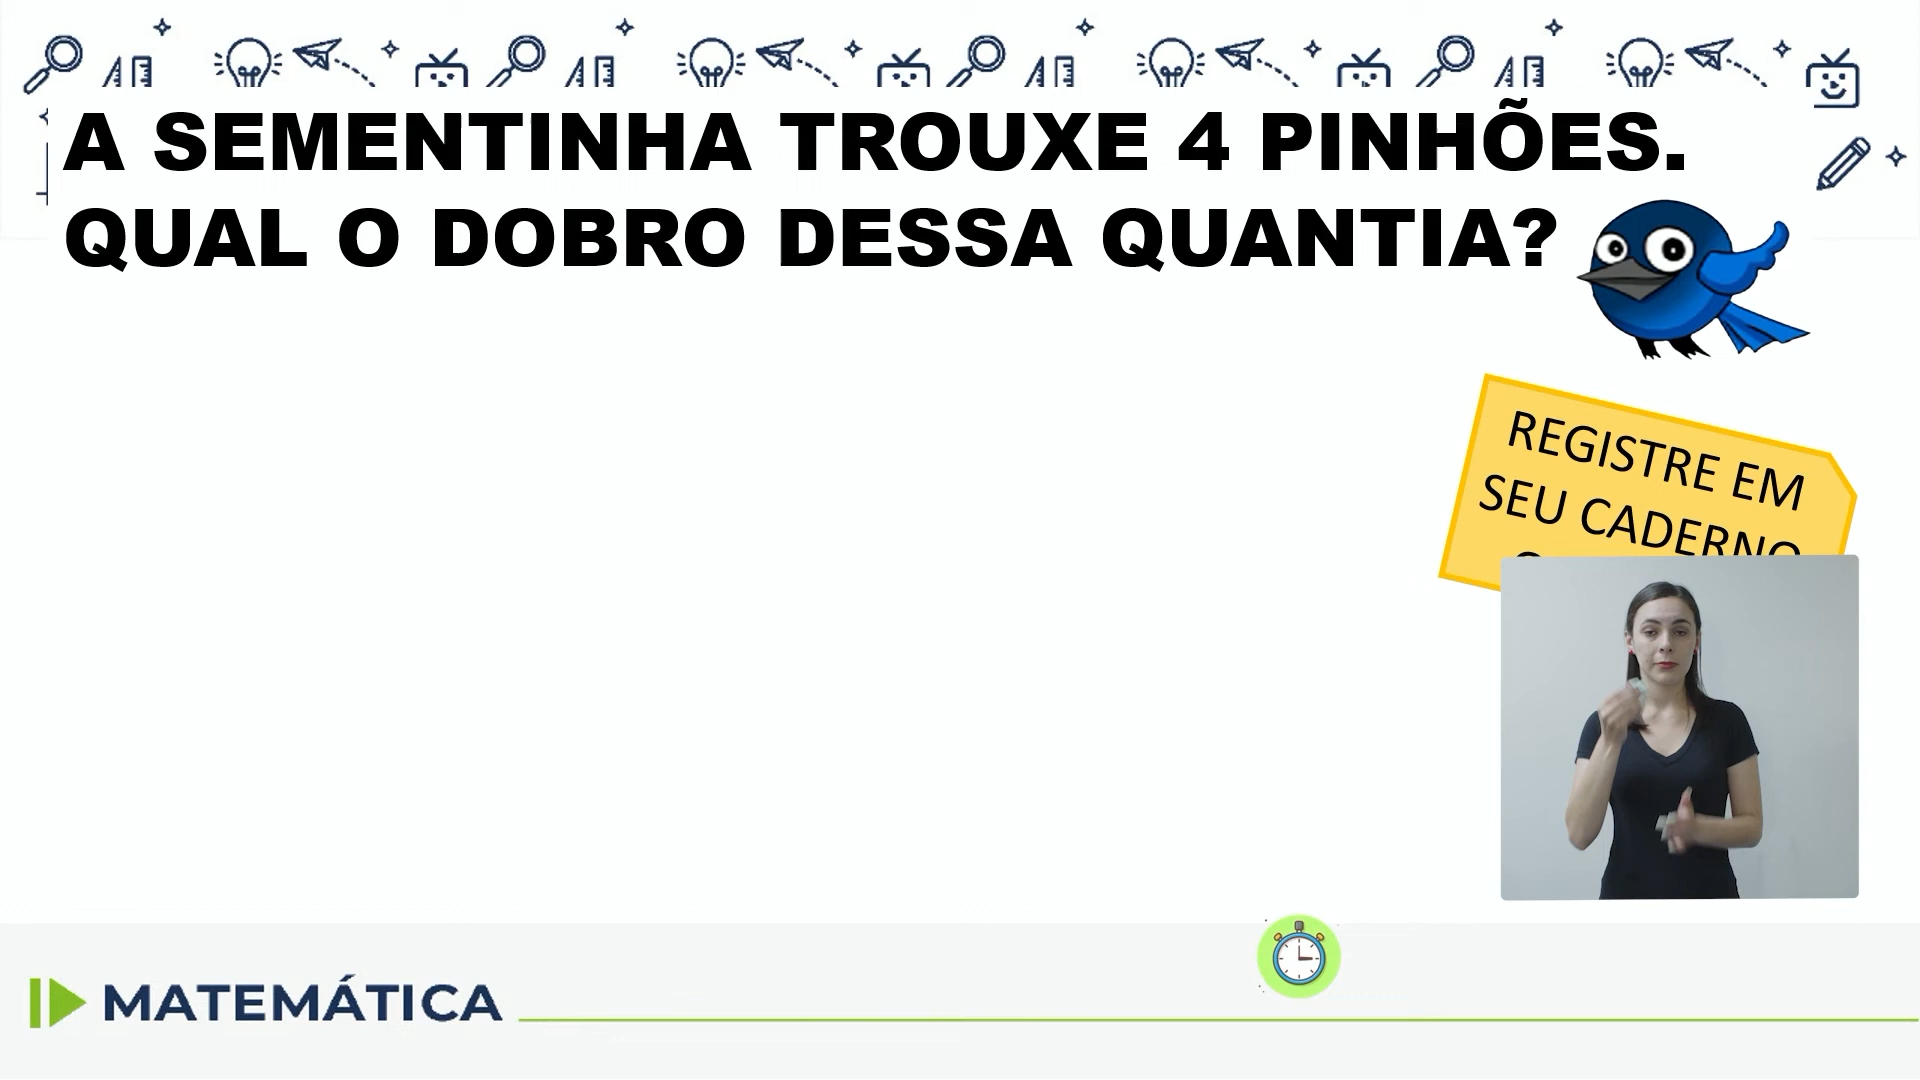 A SEMENTINHA TROUXE 4 PINHÕES.
QUAL O DOBRO DESSA QUANTIA?
REGISTRE EM
SEU CADERNO
MATEMÁTICA